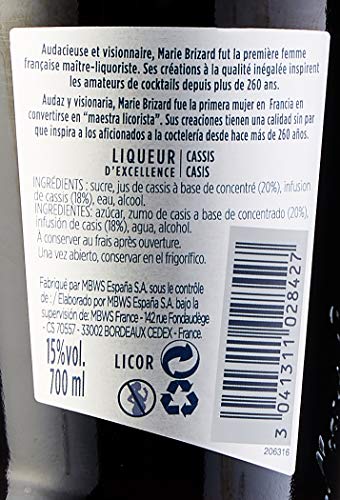 Audacieuse et visionnaire, Marie Brizard fut la première femme
française maître-liquoriste. Ses créations à la qualité inégalée inspirent
les amateurs de cocktails depuis plus de 260 ans.
Audaz y visionaria, Marie Brizard fue la primera mujer en Francia en
convertirse en "maestra licorista". Sus creaciones tienen una calidad sin par
que inspira a los aficionados a la coctelería desde hace más de 260 años.
LIQUEUR | CASSIS
D'EXCELLENCE | CASIS
INGRÉDIENTS : sucre, jus de cassis à base de concentré (20%), infusion
de cassis (18%), eau, alcool.
INGREDIENTES: azúcar, zumo de casis a base de concentrado (20%),
infusión de casis (18%), agua, alcohol.
A conserver au frais après ouverture.
Una vez abierto, conservar en el frigorífico.
Fabriqué par MBWS España S.A. sous le contrôle
de : / Elaborado por MBWS España S.A. bajo la
supervisión de: MBWS France - 142 rue Fondaudège
- CS 70557 - 33002 BORDEAUX CEDEX - France.
15%vol.
700 ml
LICOR
3 041311 028427
206316